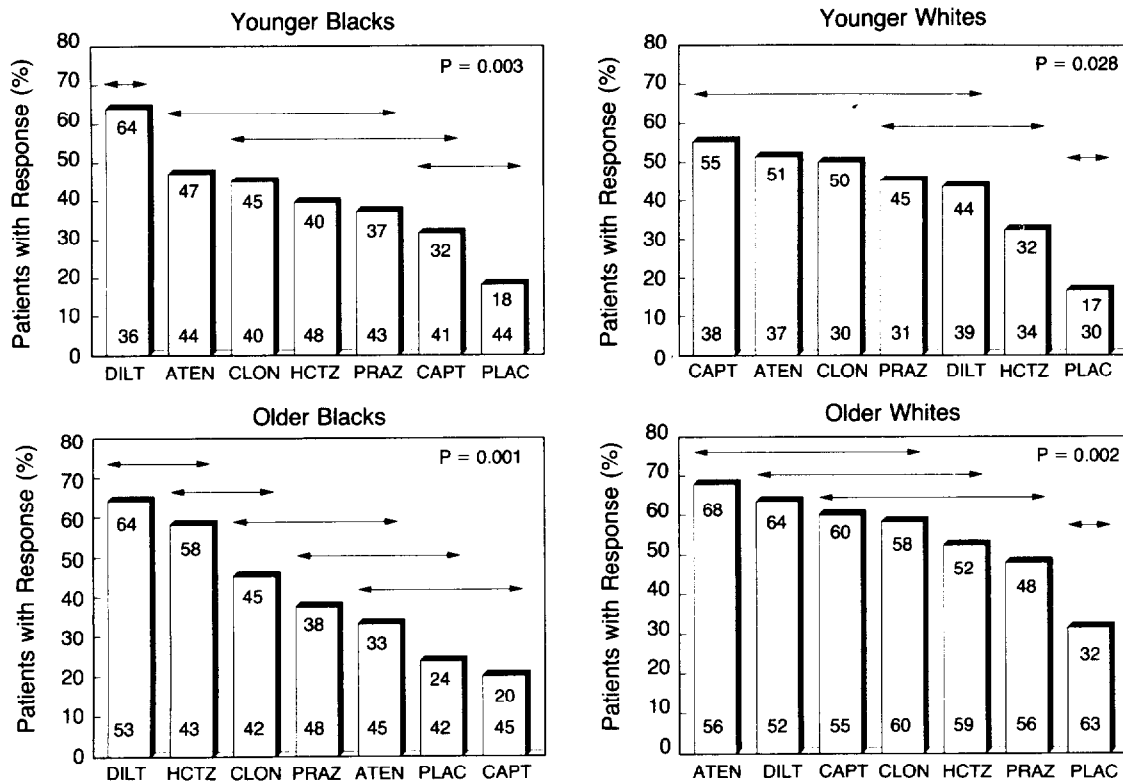 Younger Blacks
Patients with Response (%)
80
70
60
50
40
30
20
10
0
P = 0.003
64 47 45 40 37 32 18
36 44 40 48 43 41 44
DILT ATEN CLON HCTZ PRAZ CAPT PLAC
Younger Whites
Patients with Response (%)
80
70
60
50
40
30
20
10
0
P = 0.028
55 51 50 45 44 32 17
38 37 30 31 39 34 30
CAPT ATEN CLON PRAZ DILT HCTZ PLAC
Older Blacks
Patients with Response (%)
80
70
60
50
40
30
20
10
0
P = 0.001
64 58 45 38 33 24 20
53 43 42 48 45 42 45
DILT HCTZ CLON PRAZ ATEN PLAC CAPT
Older Whites
Patients with Response (%)
80
70
60
50
40
30
20
10
0
P = 0.002
68 64 60 58 52 48 32
56 52 55 60 59 56 63
ATEN DILT CAPT CLON HCTZ PRAZ PLAC